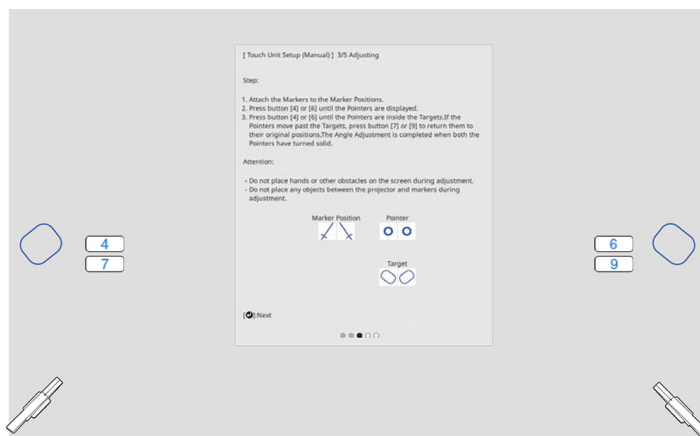 [ Touch Unit Setup (Manual) ] 3/5 Adjusting
Step:
1. Attach the Markers to the Marker Positions.
2. Press button [4] or [6] until the Pointers are displayed.
3. Press button [4] or [6] until the Pointers are inside the Targets.If the
Pointers move past the Targets, press button [7] or [9] to return them to
their original positions.The Angle Adjustment is completed when both the
Pointers have turned solid.
Attention:
- Do not place hands or other obstacles on the screen during adjustment.
- Do not place any objects between the projector and markers during
adjustment.
Marker Position Pointer
4 6
7 9
Target
[ ]:Next